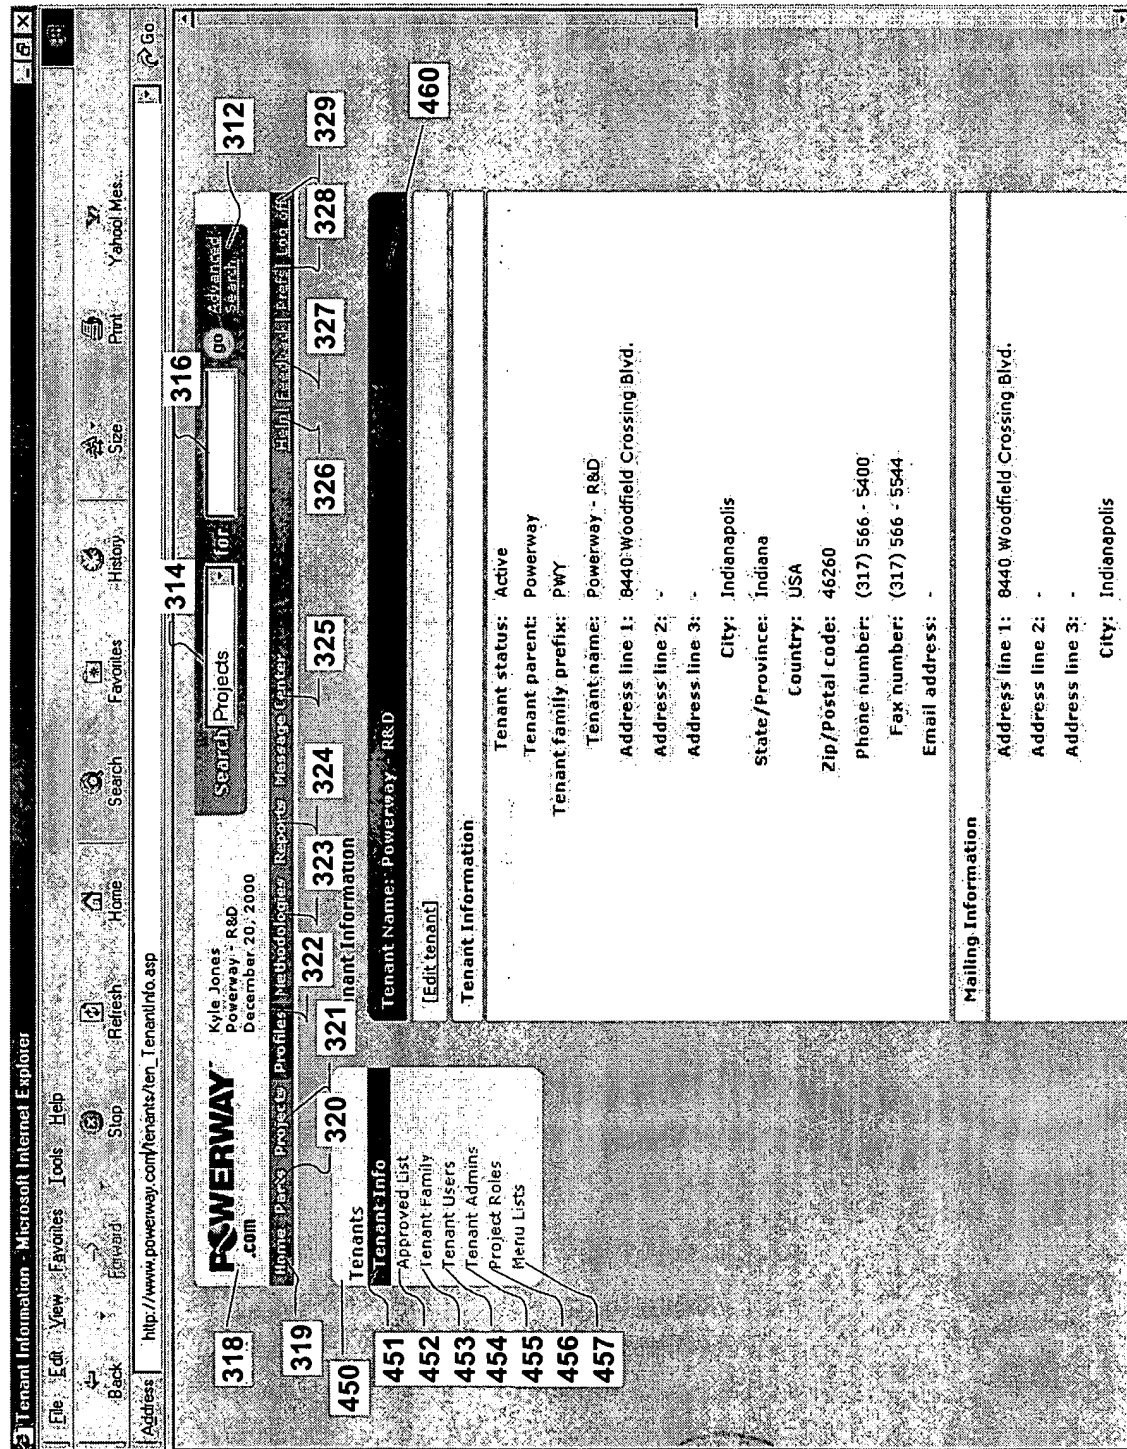 Tenant Information - Microsoft Internet Explorer
File Edit View Favorites Tools Help
Back Forward Stop Refresh Home Search Favorites History Size Print Yahoo! Mes...
Address http://www.powerway.com/tenants/ten_TenantInfo.asp Go
314 316
POWERWAY
.com
Kyle Jones
Powerway - R&D
December 20, 2000
Search Projects for go Advanced Search
312
318
Home Parts Projects Profiles Methodologies Reports Message Center Help Feedback Prefs Log off
319 320 321 322 323 324 325 326 327 328 329
nant Information
450
Tenants
451 Tenant Info
452 Approved List
453 Tenant Family
454 Tenant Users
455 Tenant Admins
456 Project Roles
457 Menu Lists
Tenant Name: Powerway - R&D
460
[Edit tenant]
Tenant Information
Tenant status: Active
Tenant parent: Powerway
Tenant family prefix: PWY
Tenant name: Powerway - R&D
Address line 1: 8440 Woodfield Crossing Blvd.
Address line 2: -
Address line 3: -
City: Indianapolis
State/Province: Indiana
Country: USA
Zip/Postal code: 46260
Phone number: (317) 566 - 5400
Fax number: (317) 566 - 5544
Email address: -
Mailing Information
Address line 1: 8440 Woodfield Crossing Blvd.
Address line 2: -
Address line 3: -
City: Indianapolis